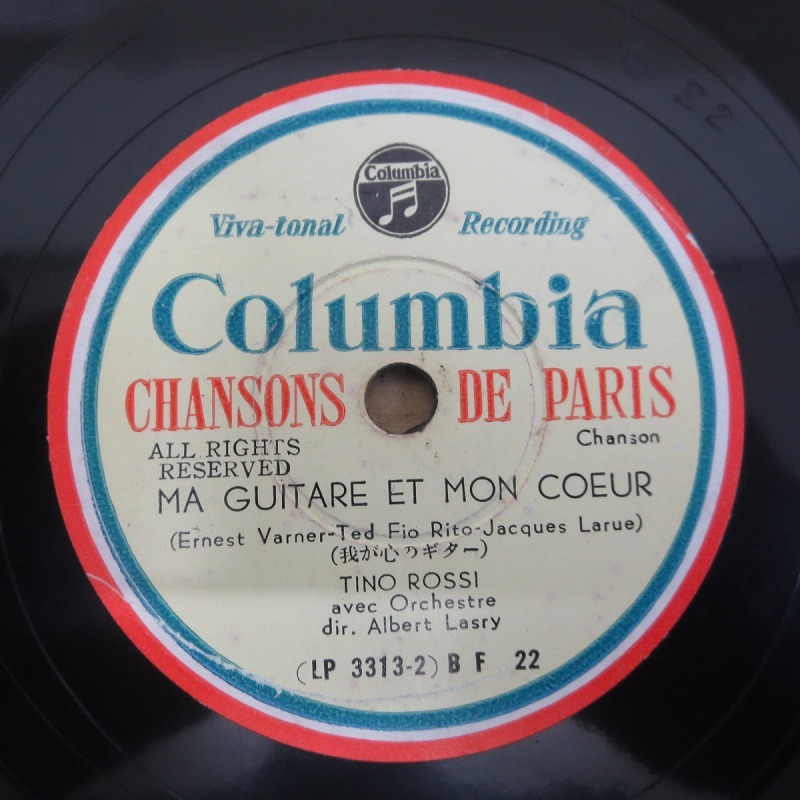 Columbia
Viva-tonal Recording
Columbia
CHANSONS DE PARIS
ALL RIGHTS
RESERVED
Chanson
MA GUITARE ET MON COEUR
(Ernest Varner-Ted Fio Rito-Jacques Larue)
(我が心のギター)
TINO ROSSI
avec Orchestre
dir. Albert Lasry
(LP 3313-2) B F 22
E2